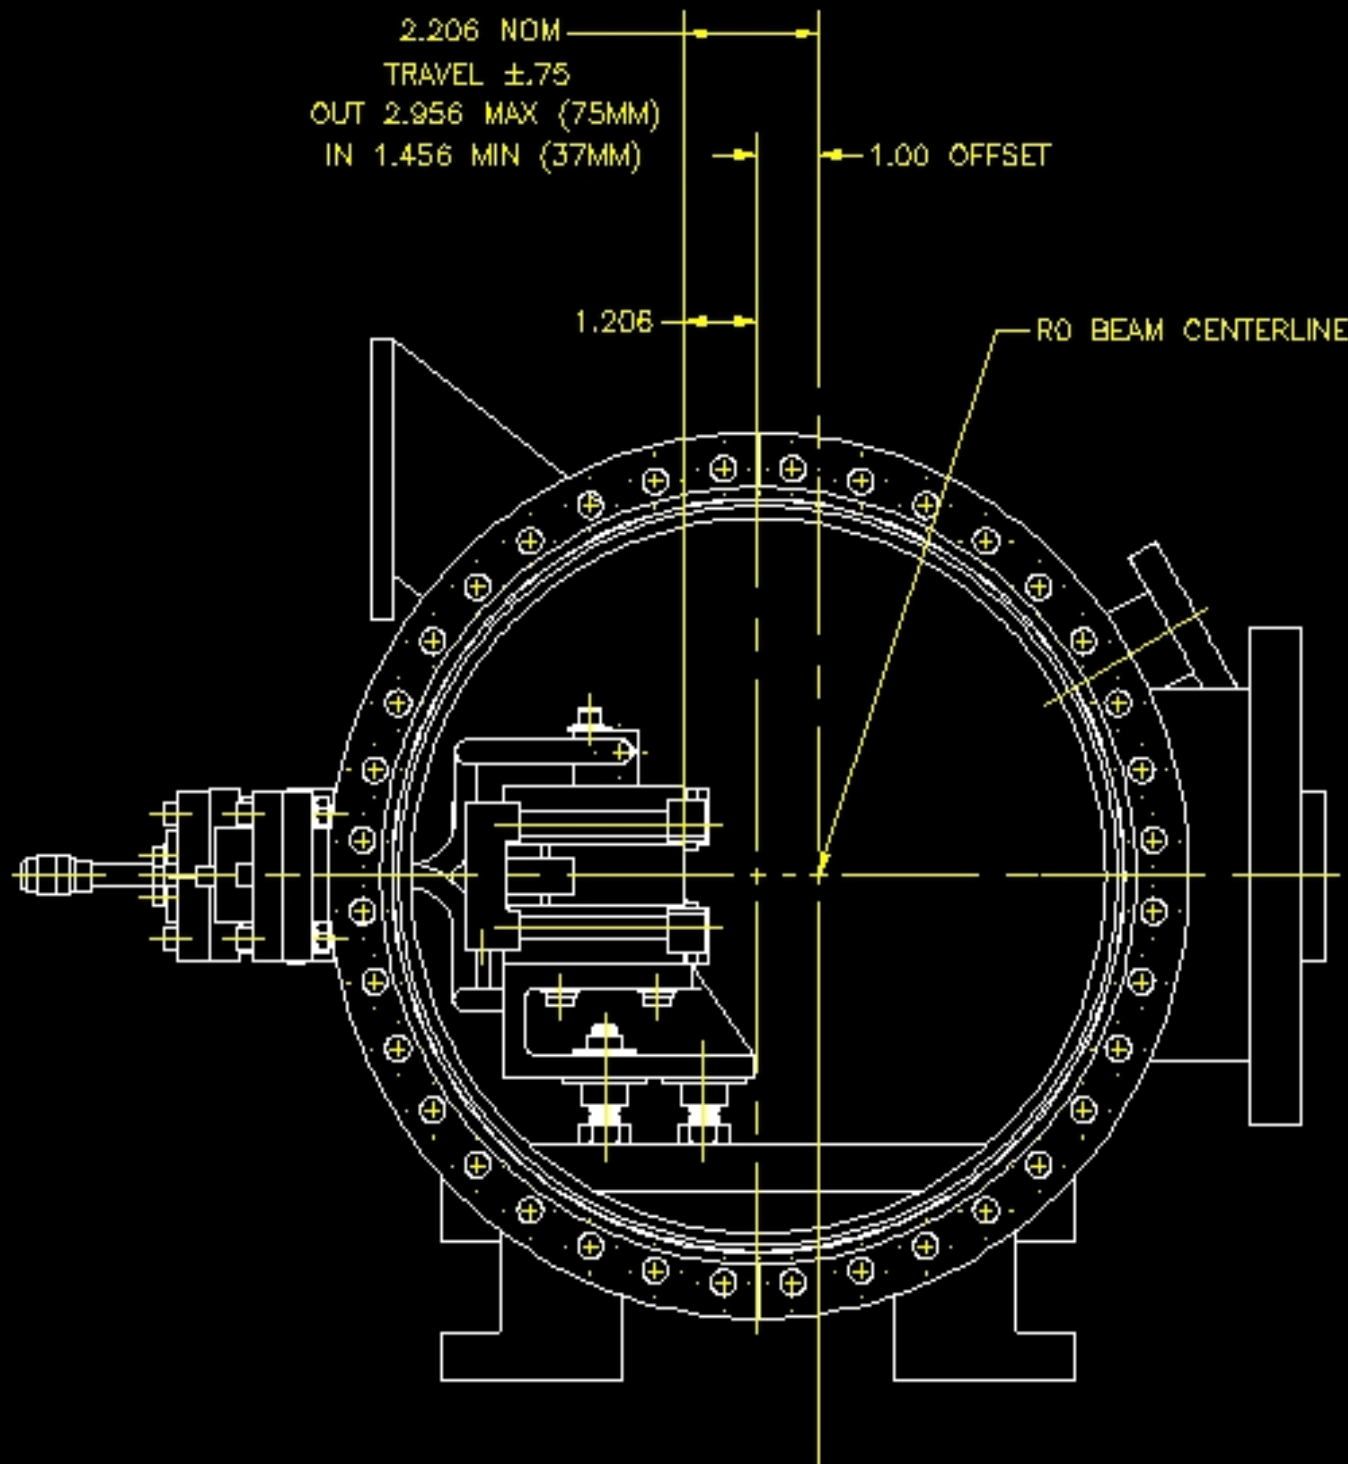 2.206 NOM
TRAVEL ±.75
OUT 2.956 MAX (75MM)
IN 1.456 MIN (37MM)
1.00 OFFSET
1.206
RD BEAM CENTERLINE